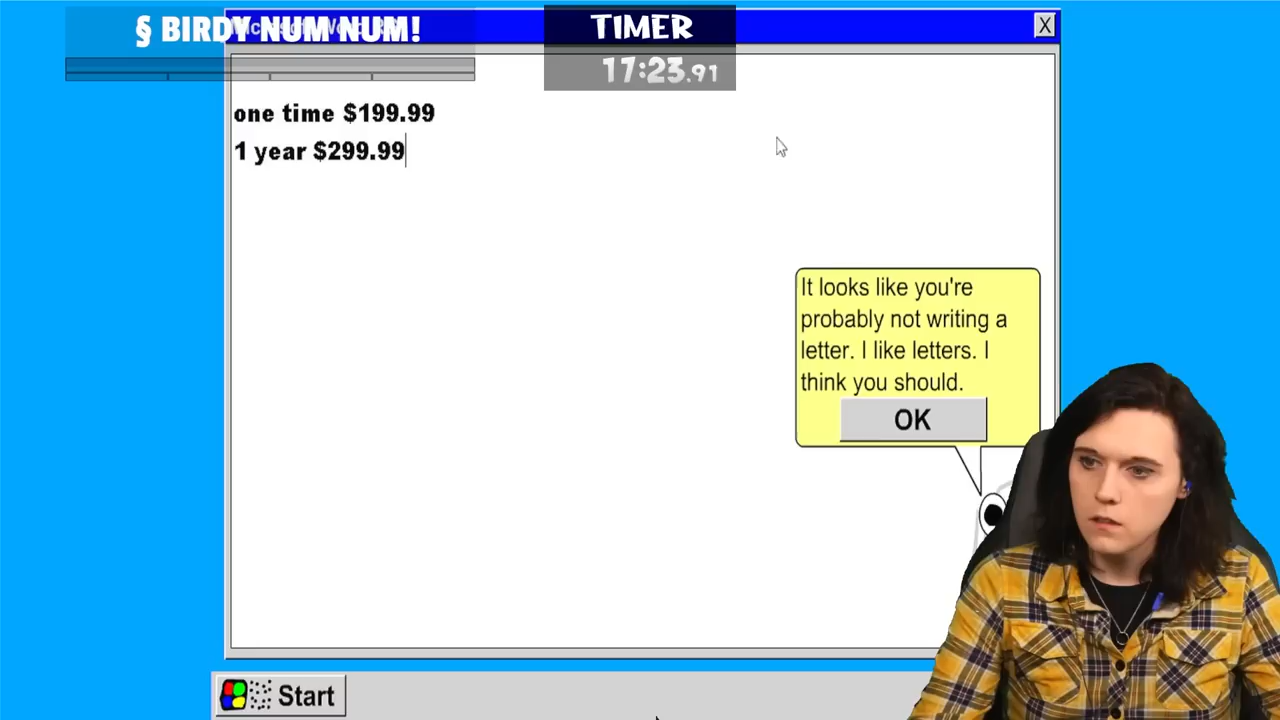 § BIRDY NUM NUM!
TIMER
X
17:23.91
one time $199.99
1 year $299.99
It looks like you're
probably not writing a
letter. I like letters. I
think you should.
OK
Start